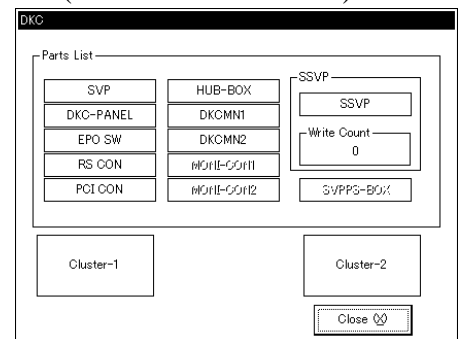 DKC
Parts List
SVP
DKC-PANEL
EPO SW
RS CON
PCI CON
HUB-BOX
DKCMN1
DKCMN2
MONI-CON1
MONI-CON2
SSVP
SSVP
Write Count
0
SVPPS-BOX
Cluster-1
Cluster-2
Close (X)